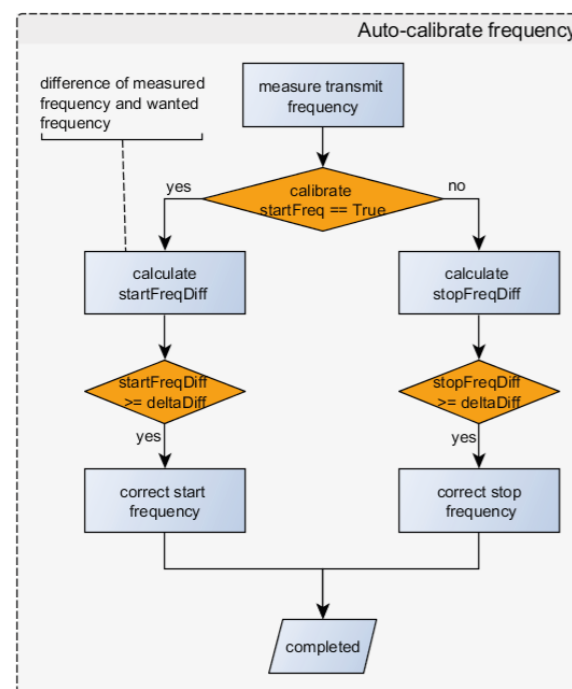 Auto-calibrate frequency
difference of measured
frequency and wanted
frequency
measure transmit
frequency
yes
calibrate
startFreq == True
no
calculate
startFreqDiff
calculate
stopFreqDiff
startFreqDiff
>= deltaDiff
stopFreqDiff
>= deltaDiff
yes
yes
correct start
frequency
correct stop
frequency
completed